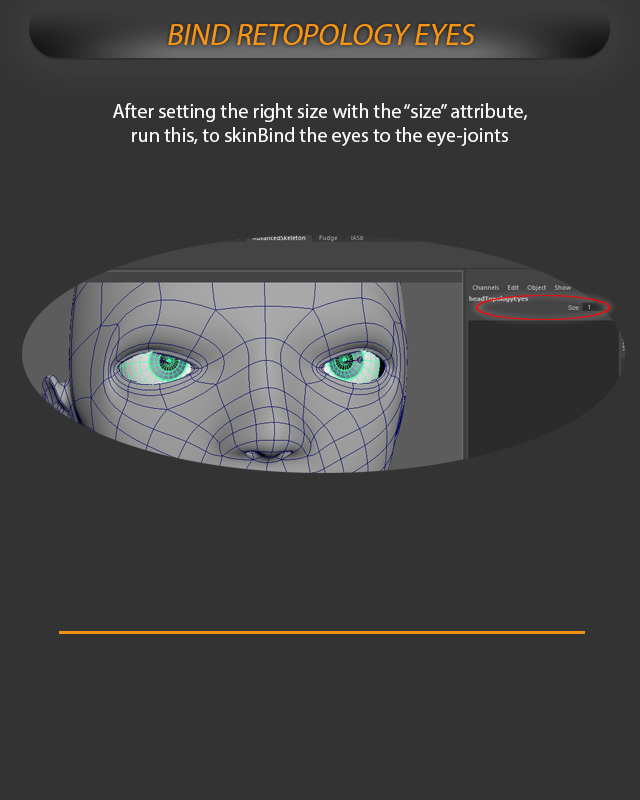 BIND RETOPOLOGY EYES
After setting the right size with the “size” attribute,
run this, to skinBind the eyes to the eye-joints
AdvancedSkeleton Fudge IASB
Channels Edit Object Show
headTopologyEyes
Size 1